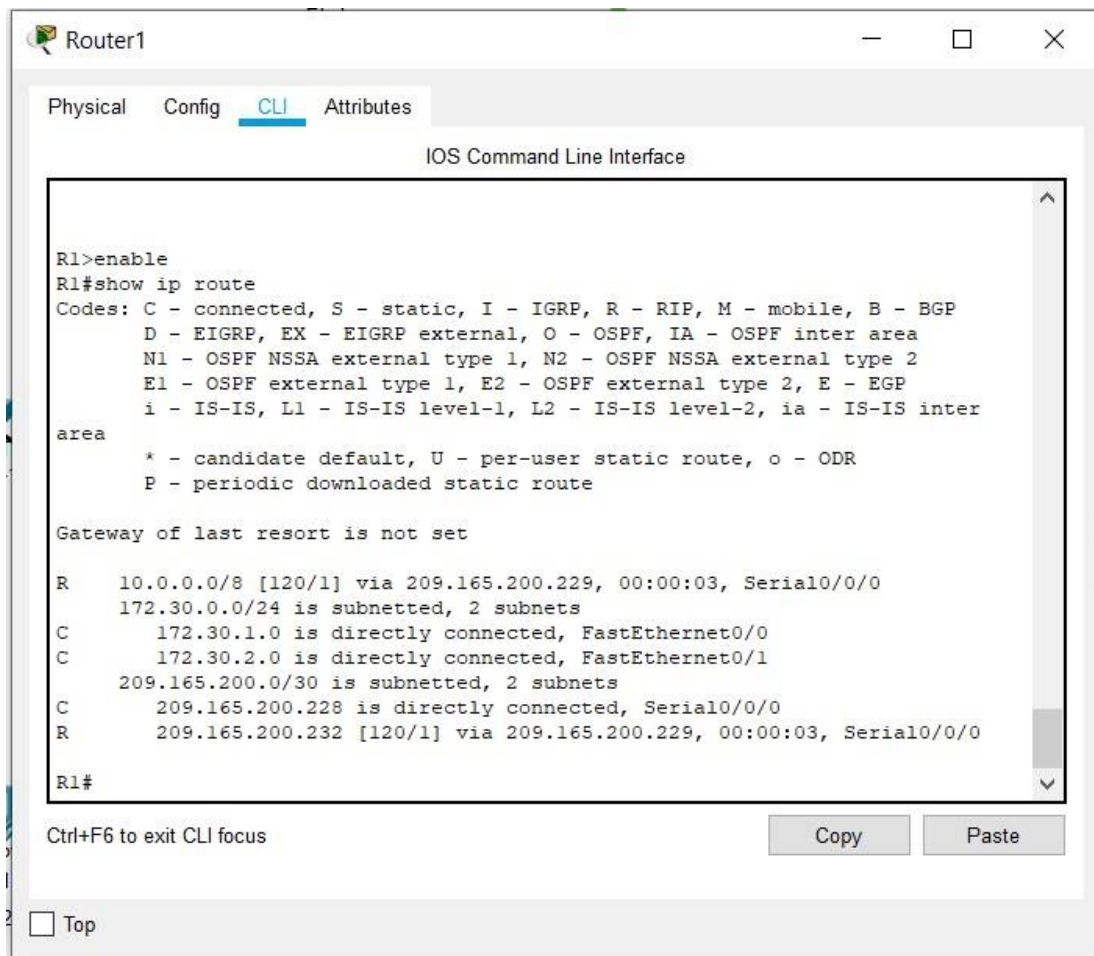 Router1
Physical Config CLI Attributes
IOS Command Line Interface
R1>enable
R1#show ip route
Codes: C - connected, S - static, I - IGRP, R - RIP, M - mobile, B - BGP
       D - EIGRP, EX - EIGRP external, O - OSPF, IA - OSPF inter area
       N1 - OSPF NSSA external type 1, N2 - OSPF NSSA external type 2
       E1 - OSPF external type 1, E2 - OSPF external type 2, E - EGP
       i - IS-IS, L1 - IS-IS level-1, L2 - IS-IS level-2, ia - IS-IS inter
area
       * - candidate default, U - per-user static route, o - ODR
       P - periodic downloaded static route
Gateway of last resort is not set
R    10.0.0.0/8 [120/1] via 209.165.200.229, 00:00:03, Serial0/0/0
     172.30.0.0/24 is subnetted, 2 subnets
C       172.30.1.0 is directly connected, FastEthernet0/0
C       172.30.2.0 is directly connected, FastEthernet0/1
     209.165.200.0/30 is subnetted, 2 subnets
C       209.165.200.228 is directly connected, Serial0/0/0
R       209.165.200.232 [120/1] via 209.165.200.229, 00:00:03, Serial0/0/0
R1#
Ctrl+F6 to exit CLI focus
Copy Paste
Top